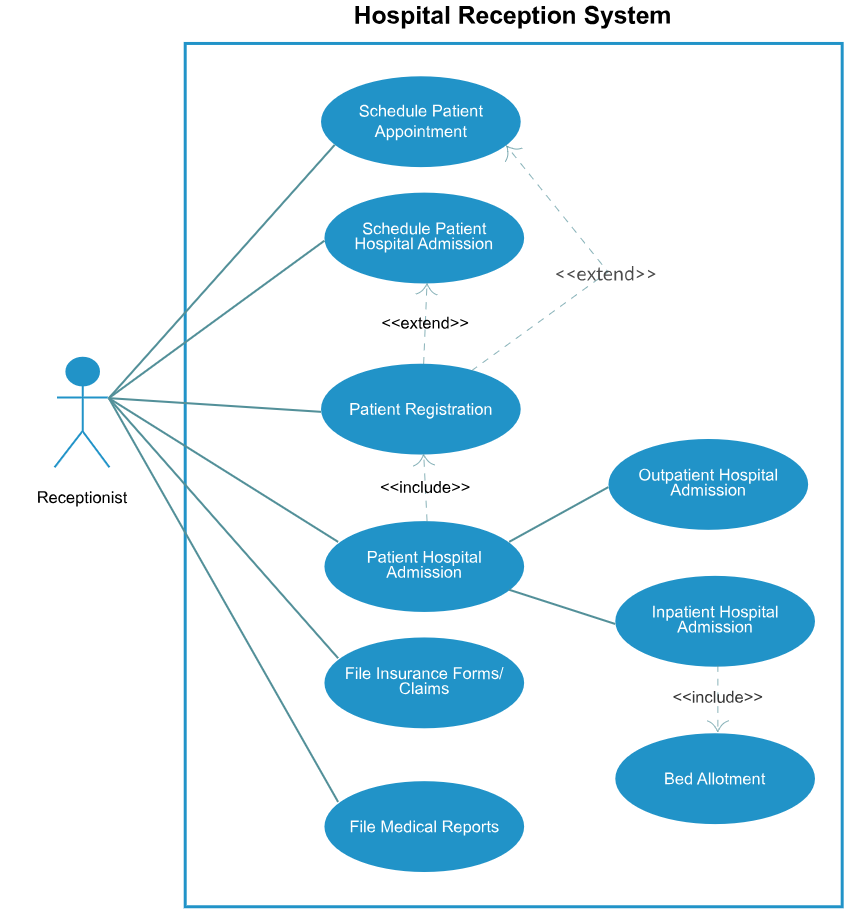 Hospital Reception System
Schedule Patient
Appointment
Schedule Patient
Hospital Admission
<<extend>>
<<extend>>
Patient Registration
<<include>>
Receptionist
Outpatient Hospital
Admission
Patient Hospital
Admission
Inpatient Hospital
Admission
File Insurance Forms/
Claims
<<include>>
Bed Allotment
File Medical Reports